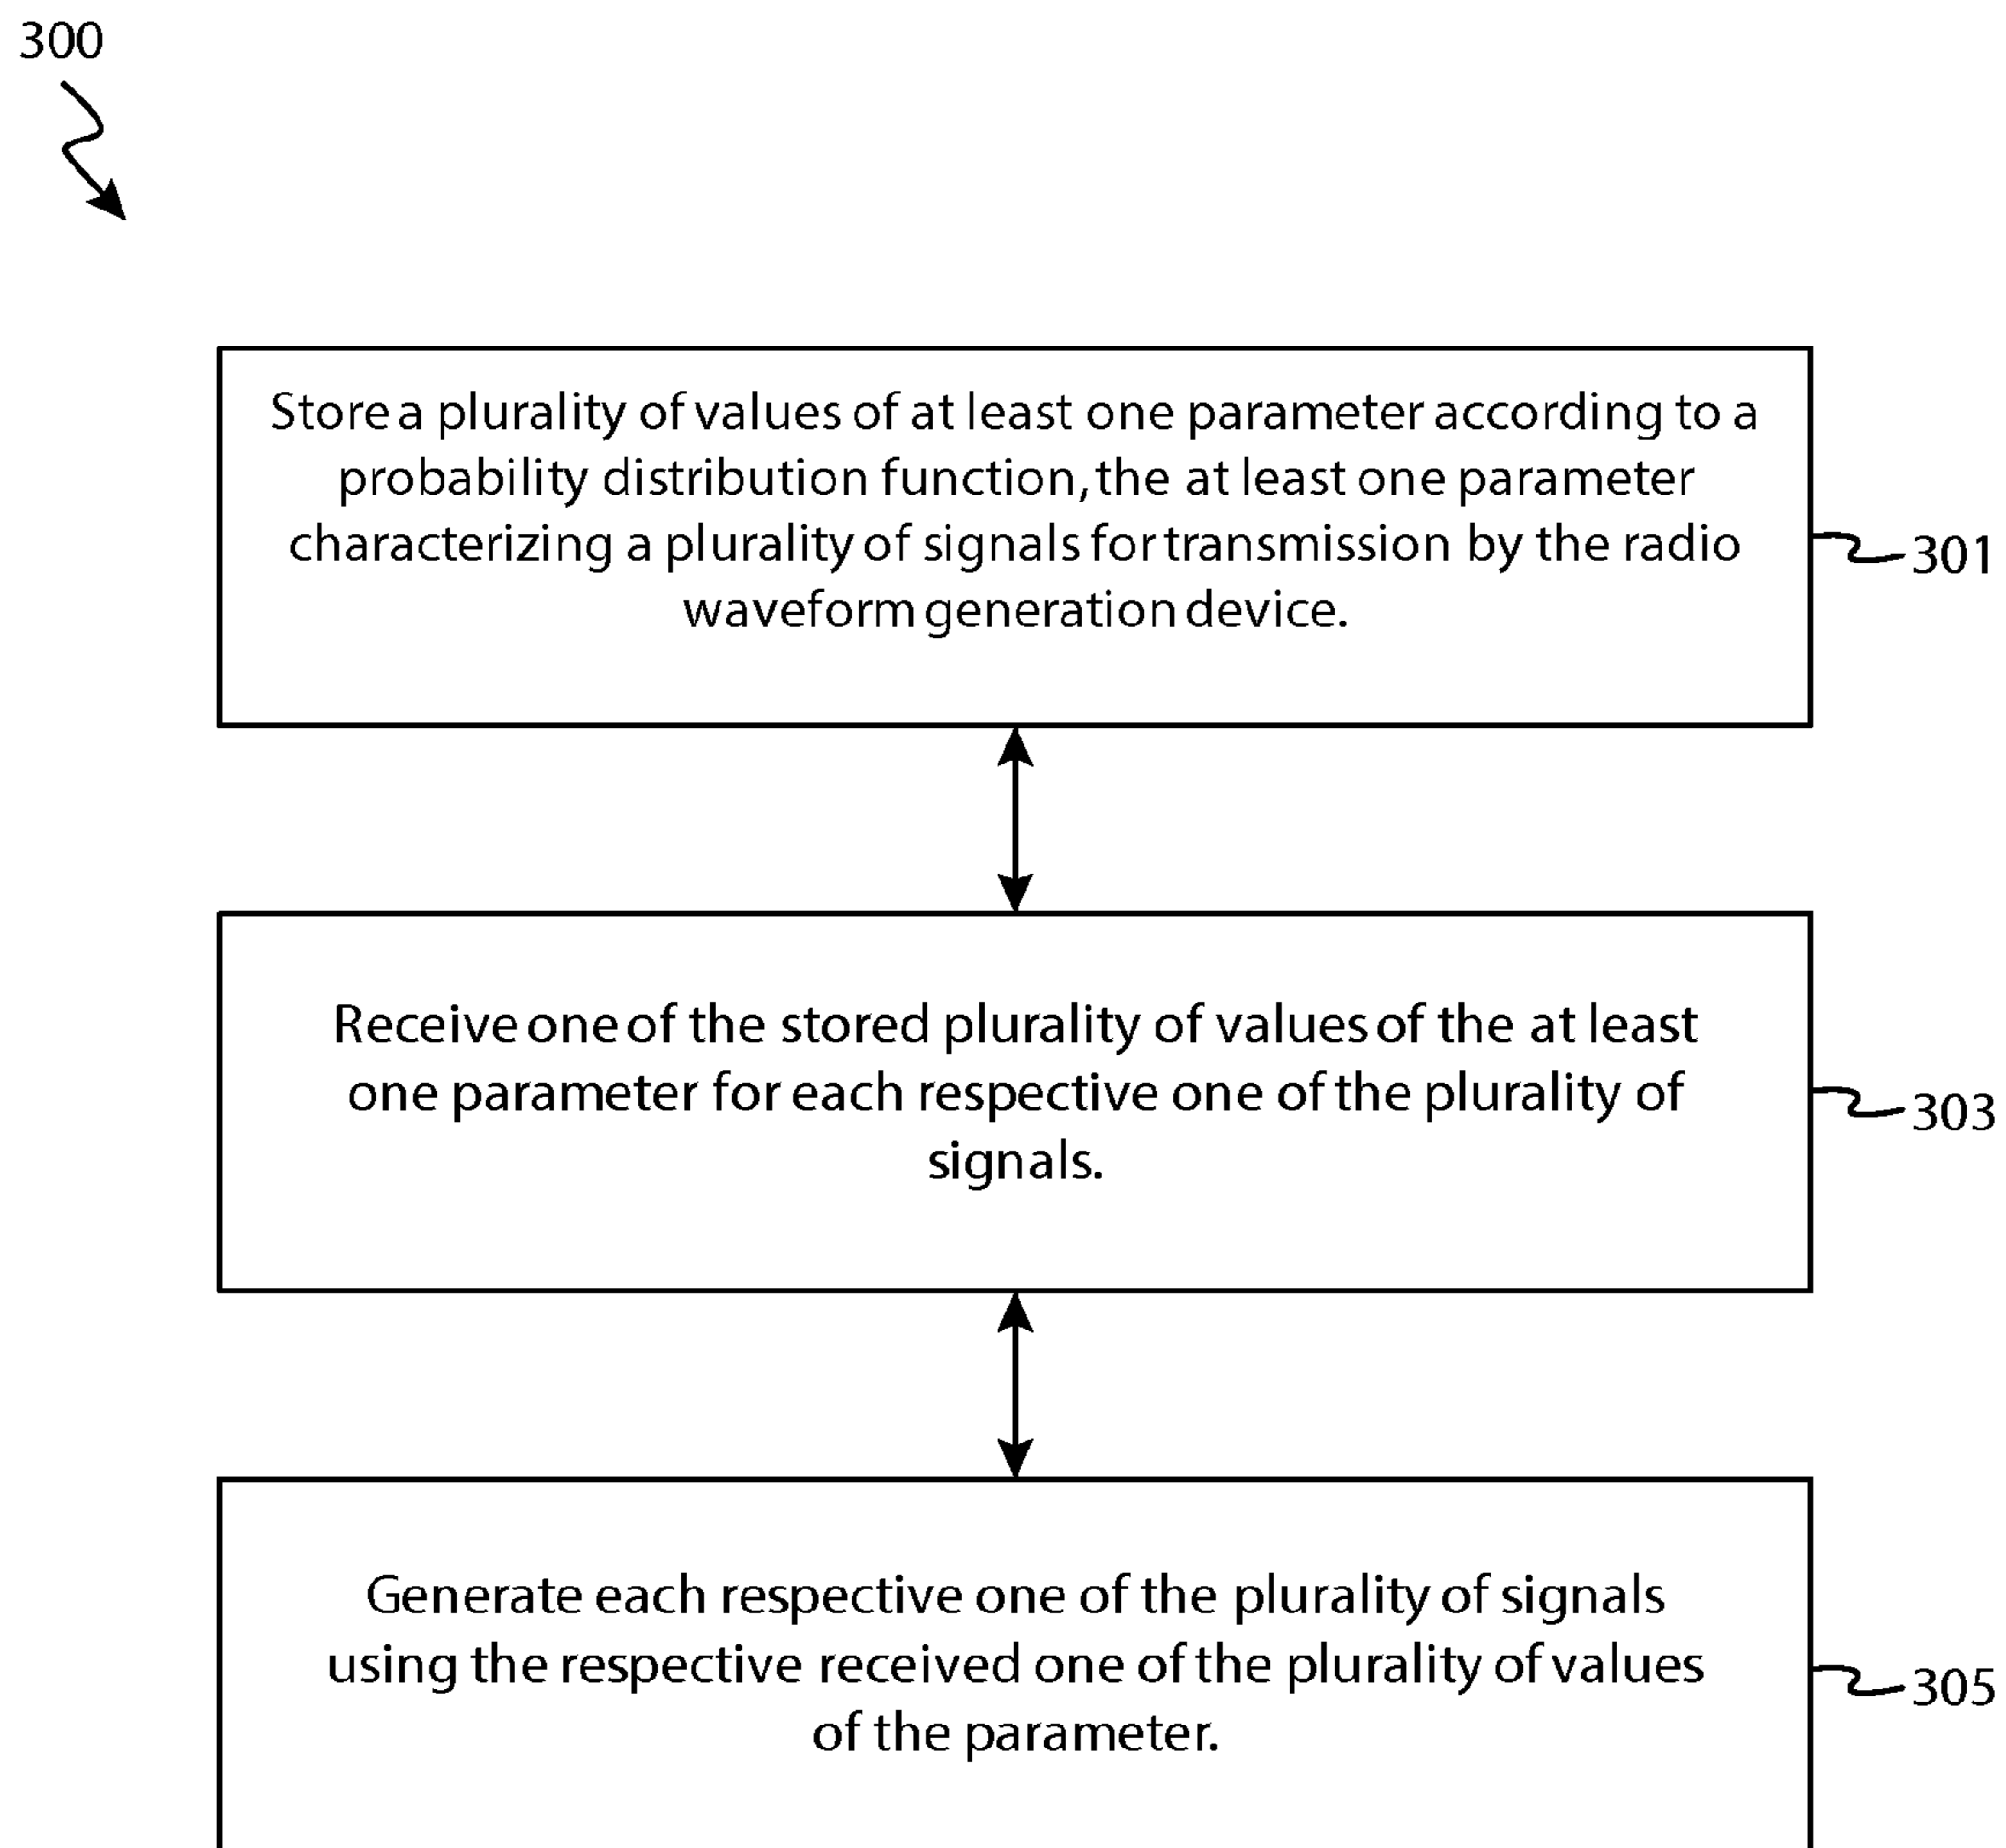 300
Store a plurality of values of at least one parameter according to a
probability distribution function, the at least one parameter
characterizing a plurality of signals for transmission by the radio
waveform generation device.
301
Receive one of the stored plurality of values of the at least
one parameter for each respective one of the plurality of
signals.
303
Generate each respective one of the plurality of signals
using the respective received one of the plurality of values
of the parameter.
305